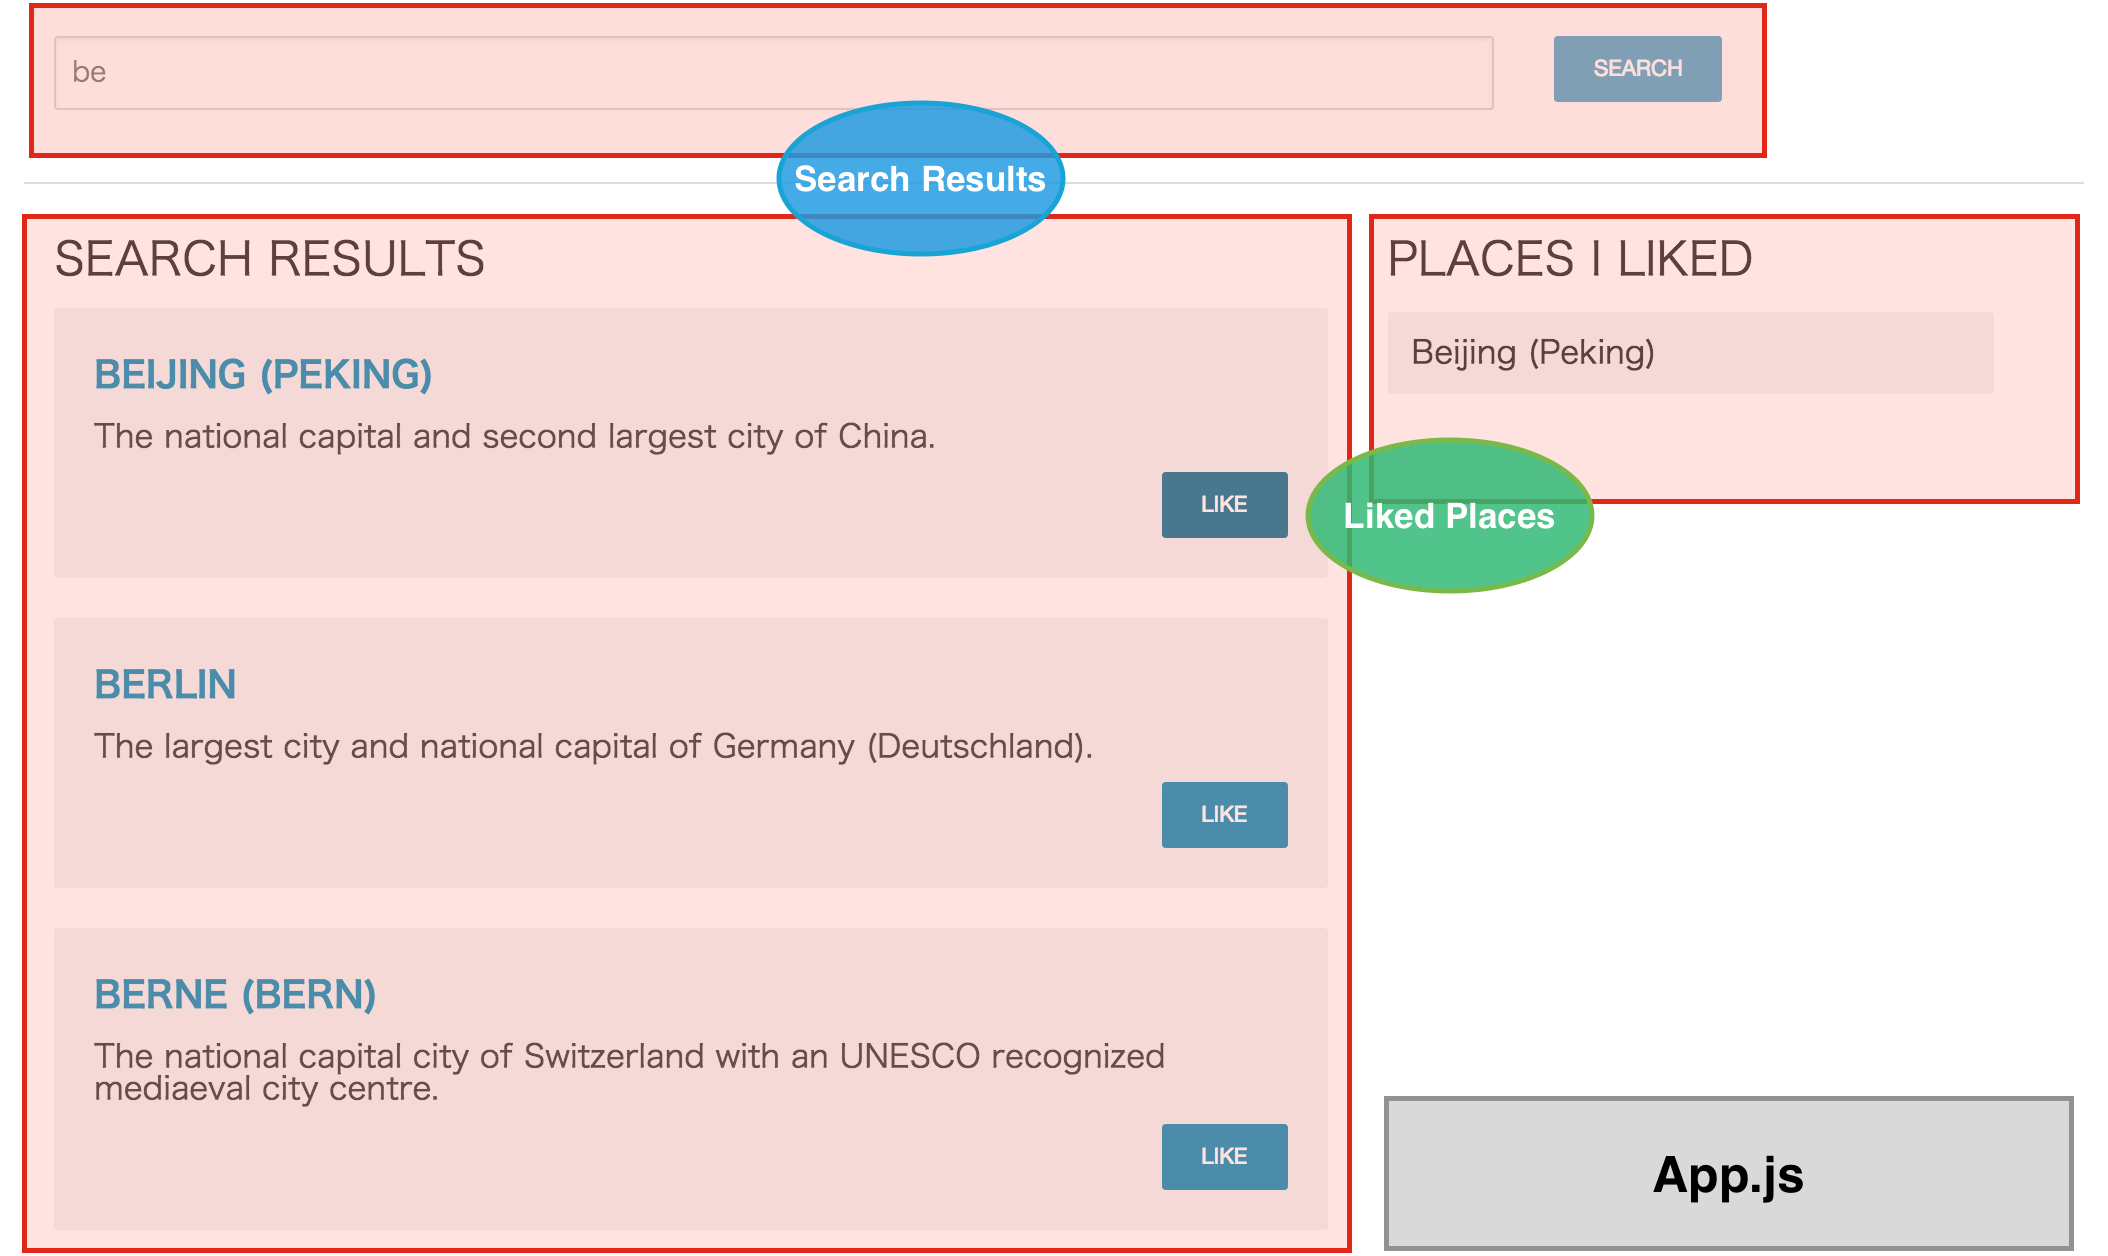 be
SEARCH
Search Results
SEARCH RESULTS
BEIJING (PEKING)
The national capital and second largest city of China.
LIKE
BERLIN
The largest city and national capital of Germany (Deutschland).
LIKE
BERNE (BERN)
The national capital city of Switzerland with an UNESCO recognized
mediaeval city centre.
LIKE
PLACES I LIKED
Beijing (Peking)
Liked Places
App.js